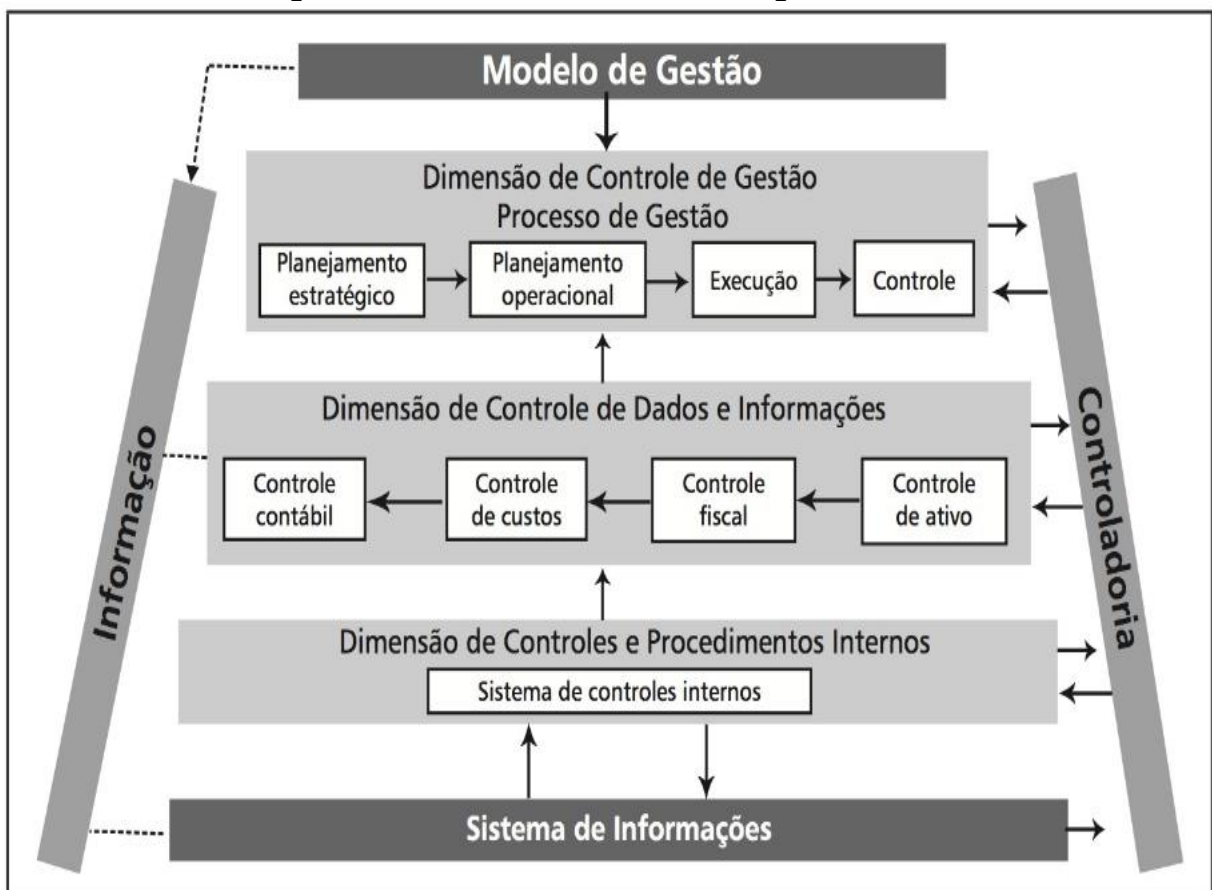 Modelo de Gestão
Dimensão de Controle de Gestão
Processo de Gestão
Planejamento
estratégico
Planejamento
operacional
Execução
Controle
Dimensão de Controle de Dados e Informações
Controle
contábil
Controle
de custos
Controle
fiscal
Controle
de ativo
Dimensão de Controles e Procedimentos Internos
Sistema de controles internos
Sistema de Informações
Informação
Controladoria